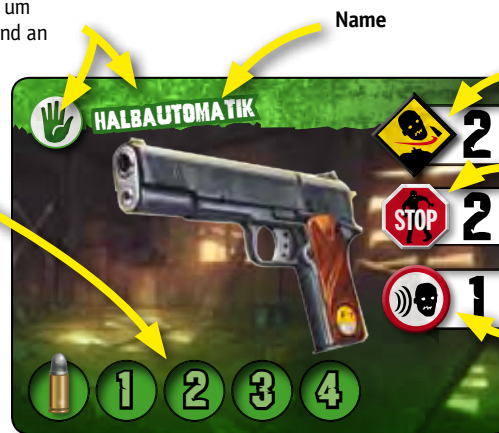 um
nd an
Name
HALBAUTOMATIK
2
STOP 2
1
1 2 3 4